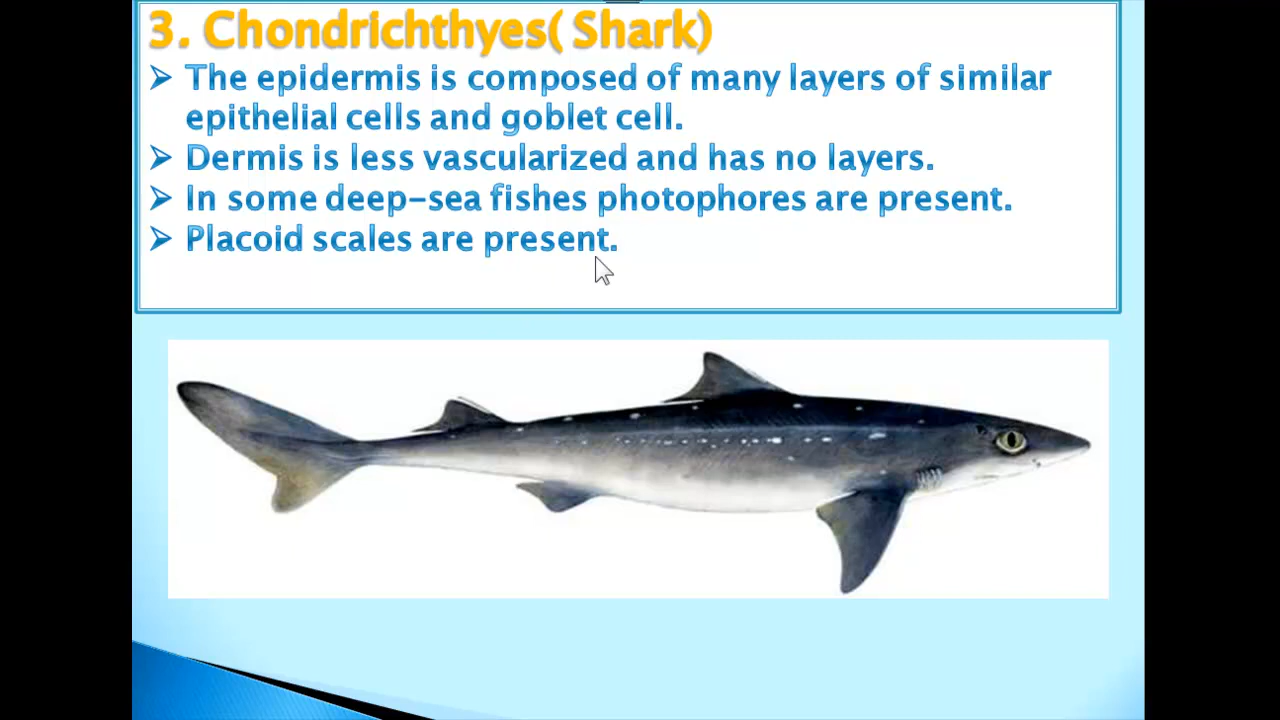 3. Chondrichthyes( Shark)
➢ The epidermis is composed of many layers of similar
epithelial cells and goblet cell.
➢ Dermis is less vascularized and has no layers.
➢ In some deep-sea fishes photophores are present.
➢ Placoid scales are present.